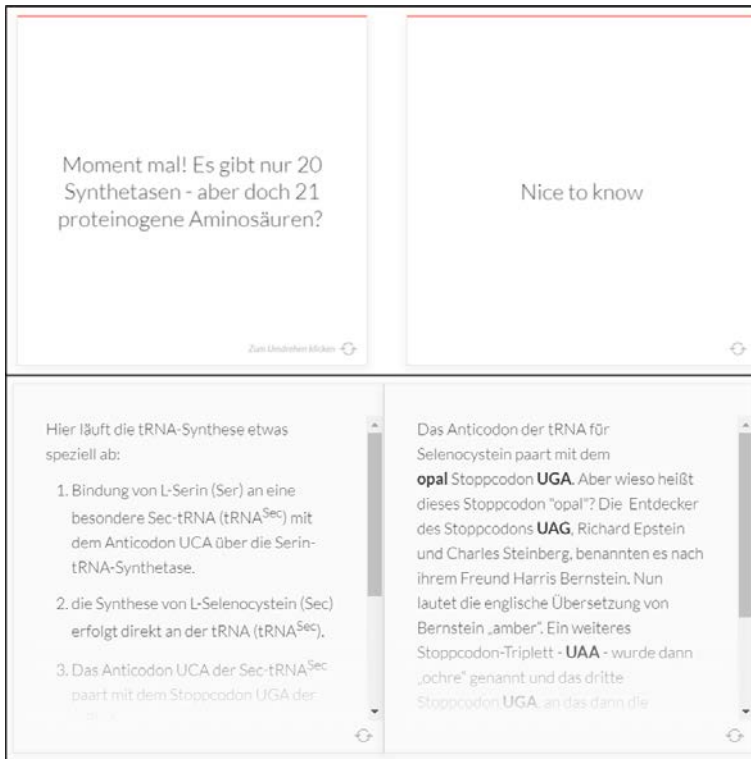 Moment mal! Es gibt nur 20
Synthetasen - aber doch 21
proteinogene Aminosäuren?
Zum Umdrehen klicken
Nice to know
Hier läuft die tRNA-Synthese etwas
speziell ab:
1. Bindung von L-Serin (Ser) an eine
besondere Sec-tRNA (tRNA^Sec) mit
dem Anticodon UCA über die Serin-
tRNA-Synthetase.
2. die Synthese von L-Selenocystein (Sec)
erfolgt direkt an der tRNA (tRNA^Sec).
3. Das Anticodon UCA der Sec-tRNA^Sec
paart mit dem Stoppcodon UGA der
Das Anticodon der tRNA für
Selenocystein paart mit dem
opal Stoppcodon UGA. Aber wieso heißt
dieses Stoppcodon "opal"? Die Entdecker
des Stoppcodons UAG, Richard Epstein
und Charles Steinberg, benannten es nach
ihrem Freund Harris Bernstein. Nun
lautet die englische Übersetzung von
Bernstein „amber“. Ein weiteres
Stoppcodon-Triplett - UAA - wurde dann
„ochre“ genannt und das dritte
Stoppcodon UGA, an das dann die